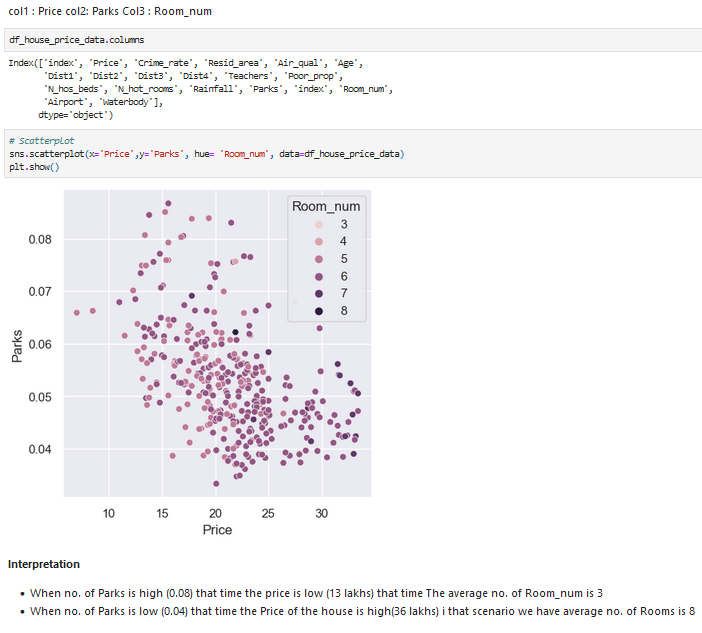 col1 : Price col2: Parks Col3 : Room_num
df_house_price_data.columns
Index(['index', 'Price', 'Crime_rate', 'Resid_area', 'Air_qual', 'Age',
'Dist1', 'Dist2', 'Dist3', 'Dist4', 'Teachers', 'Poor_prop',
'N_hos_beds', 'N_hot_rooms', 'Rainfall', 'Parks', 'index', 'Room_num',
'Airport', 'Waterbody'],
dtype='object')
# Scatterplot
sns.scatterplot(x='Price',y='Parks', hue= 'Room_num', data=df_house_price_data)
plt.show()
Room_num
3
4
5
6
7
8
0.08
0.07
0.06
0.05
0.04
Parks
10 15 20 25 30
Price
Interpretation
• When no. of Parks is high (0.08) that time the price is low (13 lakhs) that time The average no. of Room_num is 3
• When no. of Parks is low (0.04) that time the Price of the house is high(36 lakhs) i that scenario we have average no. of Rooms is 8